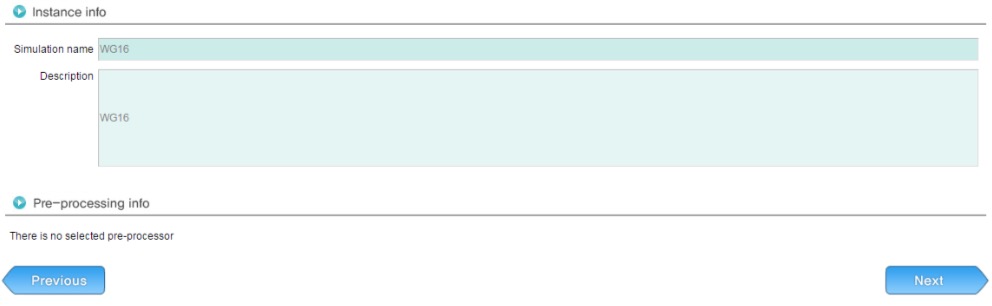 Instance info
Simulation name WG16
Description
WG16
Pre-processing info
There is no selected pre-processor
Previous Next